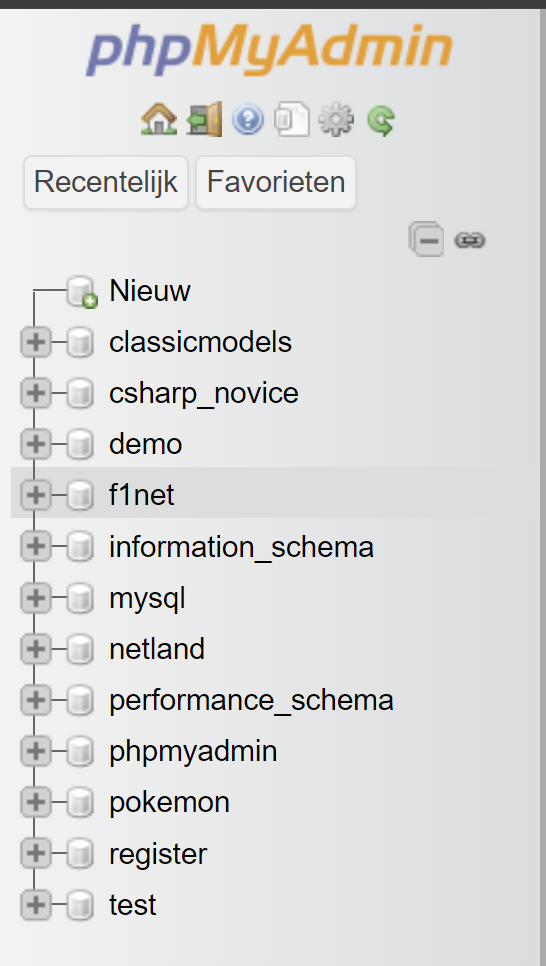 phpMyAdmin
Recentelijk Favorieten
Nieuw
classicmodels
csharp_novice
demo
f1net
information_schema
mysql
netland
performance_schema
phpmyadmin
pokemon
register
test